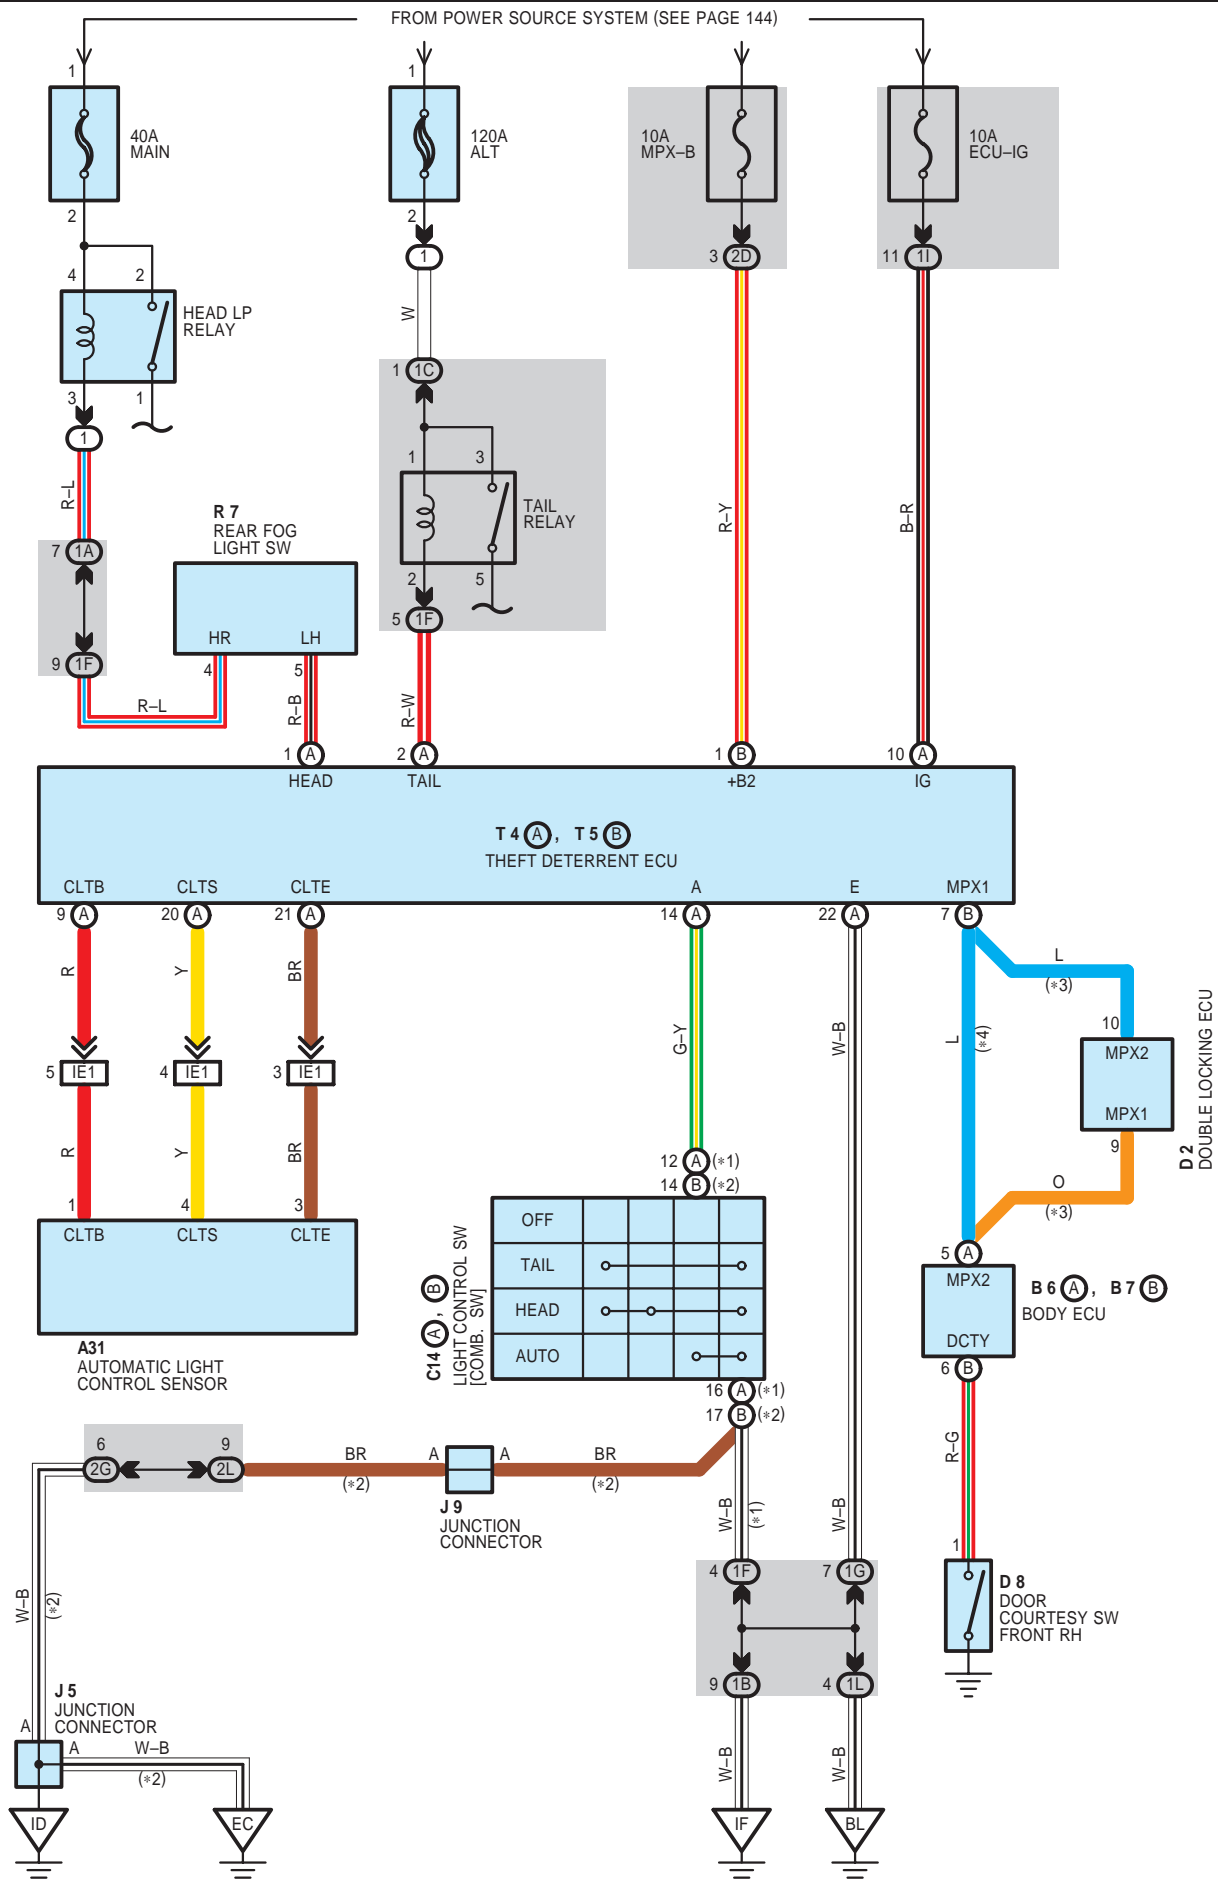 FROM POWER SOURCE SYSTEM (SEE PAGE 144)
1
1
40A
MAIN
120A
ALT
10A
MPX–B
10A
ECU–IG
2
2
1
3 2D
11 1I
4 2
HEAD LP
RELAY
W
3 1
1
1 1C
R–L
1 3
TAIL
RELAY
R–Y
B–R
R 7
REAR FOG
LIGHT SW
7 1A
2 5
5 1F
HR LH
9 1F
4 5
R–L
R–B
R–W
1 A
2 A
1 B
10 A
HEAD TAIL +B2 IG
T 4 A , T 5 B
THEFT DETERRENT ECU
CLTB CLTS CLTE A E MPX1
9 A
20 A
21 A
14 A
22 A
7 B
R Y BR
G–Y
W–B
L
(*4)
L
(*3)
10
MPX2
MPX1
9
D 2
DOUBLE LOCKING ECU
O
(*3)
5 IE1
4 IE1
3 IE1
R Y BR
1 4 3
CLTB CLTS CLTE
A31
AUTOMATIC LIGHT
CONTROL SENSOR
12 A (*1)
14 B (*2)
OFF
TAIL
HEAD
AUTO
C14 A , B
LIGHT CONTROL SW
[COMB. SW]
16 A (*1)
17 B (*2)
5 A
MPX2
DCTY
6 B
B 6 A , B 7 B
BODY ECU
R–G
6 9
2G 2L
BR
(*2)
A A
BR
(*2)
J 9
JUNCTION
CONNECTOR
W–B
(*1)
W–B
4 1F
7 1G
9 1B
4 1L
1
D 8
DOOR
COURTESY SW
FRONT RH
W–B
(*2)
J 5
JUNCTION
CONNECTOR
A
A
W–B
(*2)
W–B
W–B
ID EC IF BL